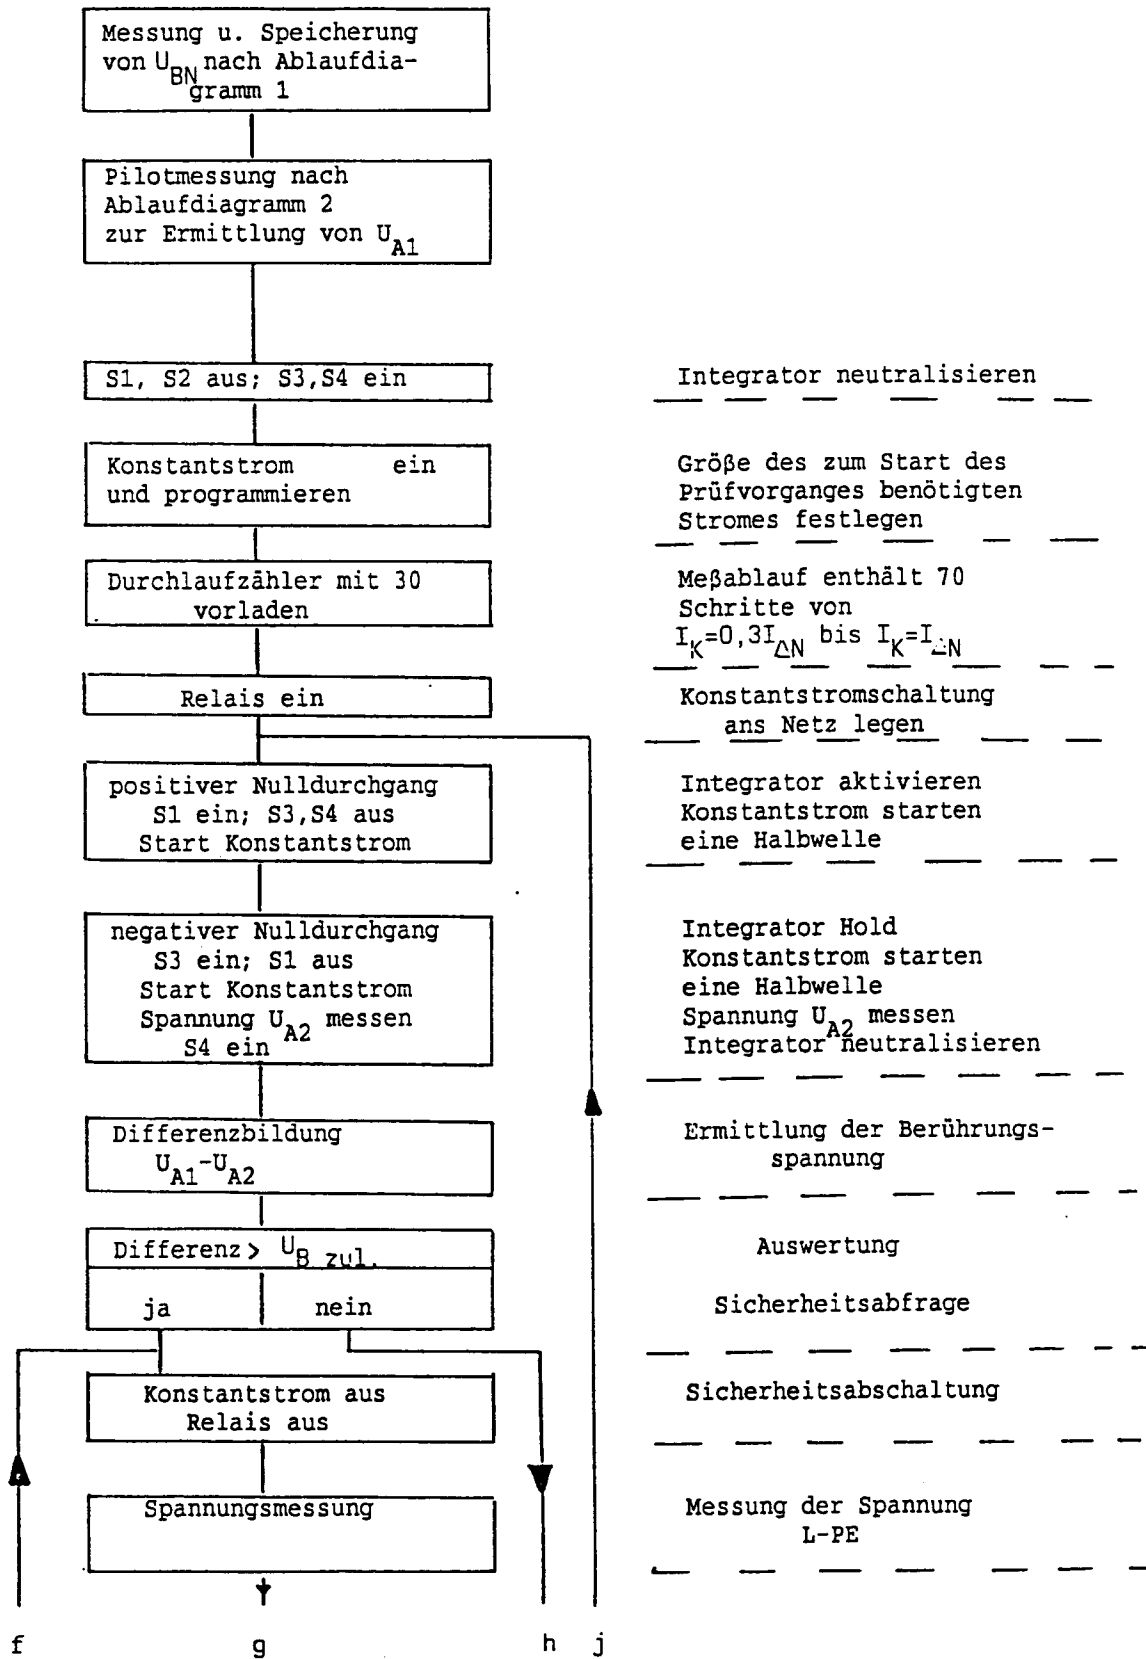 Messung u. Speicherung
von U_BN nach Ablaufdia-
gramm 1
Pilotmessung nach
Ablaufdiagramm 2
zur Ermittlung von U_A1
S1, S2 aus; S3,S4 ein
Integrator neutralisieren
Konstantstrom ein
und programmieren
Größe des zum Start des
Prüfvorganges benötigten
Stromes festlegen
Durchlaufzähler mit 30
vorladen
Meßablauf enthält 70
Schritte von
I_K=0,3I_ΔN bis I_K=I_ΔN
Relais ein
Konstantstromschaltung
ans Netz legen
positiver Nulldurchgang
S1 ein; S3,S4 aus
Start Konstantstrom
Integrator aktivieren
Konstantstrom starten
eine Halbwelle
negativer Nulldurchgang
S3 ein; S1 aus
Start Konstantstrom
Spannung U_A2 messen
S4 ein
Integrator Hold
Konstantstrom starten
eine Halbwelle
Spannung U_A2 messen
Integrator neutralisieren
Differenzbildung
U_A1-U_A2
Ermittlung der Berührungs-
spannung
Differenz > U_B zul.
Auswertung
ja nein
Sicherheitsabfrage
Konstantstrom aus
Relais aus
Sicherheitsabschaltung
Spannungsmessung
Messung der Spannung
L-PE
f g h j